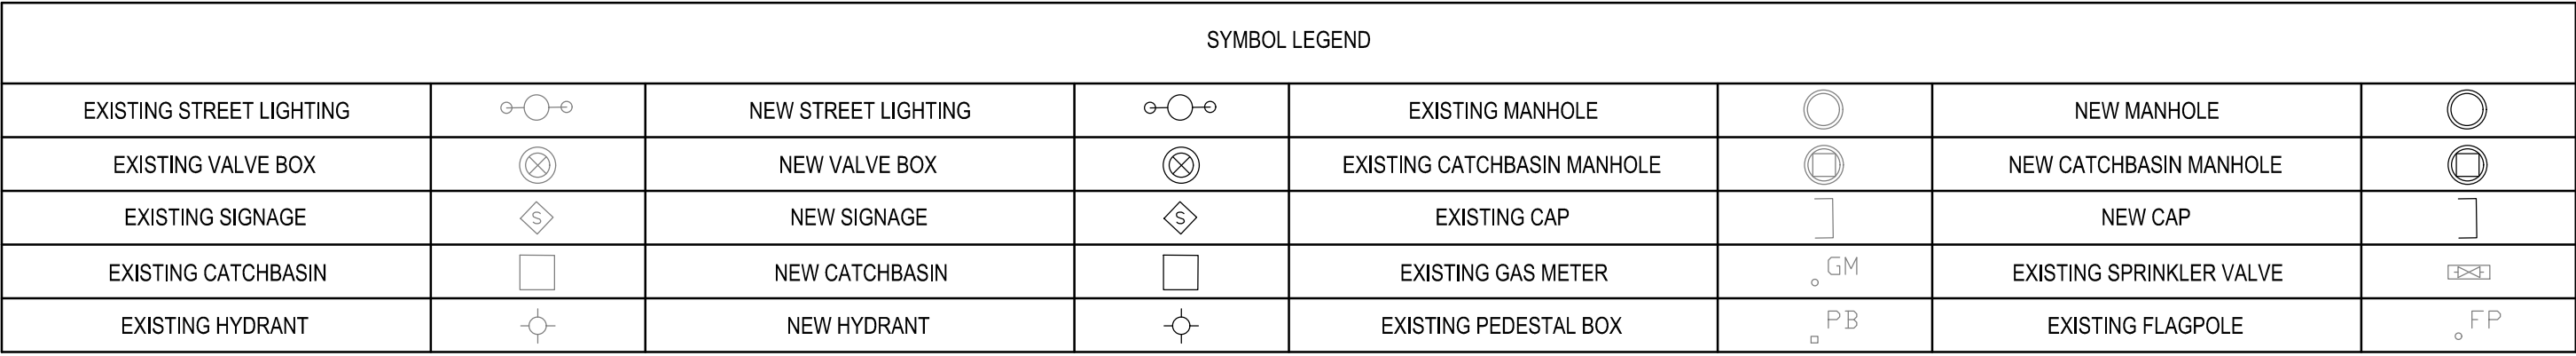 SYMBOL LEGEND
EXISTING STREET LIGHTING NEW STREET LIGHTING EXISTING MANHOLE NEW MANHOLE
EXISTING VALVE BOX NEW VALVE BOX EXISTING CATCHBASIN MANHOLE NEW CATCHBASIN MANHOLE
EXISTING SIGNAGE S NEW SIGNAGE S EXISTING CAP NEW CAP
EXISTING CATCHBASIN NEW CATCHBASIN EXISTING GAS METER GM EXISTING SPRINKLER VALVE
EXISTING HYDRANT NEW HYDRANT EXISTING PEDESTAL BOX PB EXISTING FLAGPOLE FP